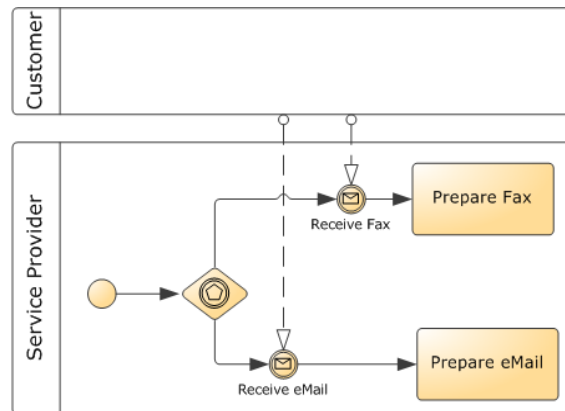 Customer
Service Provider
Receive Fax
Prepare Fax
Receive eMail
Prepare eMail